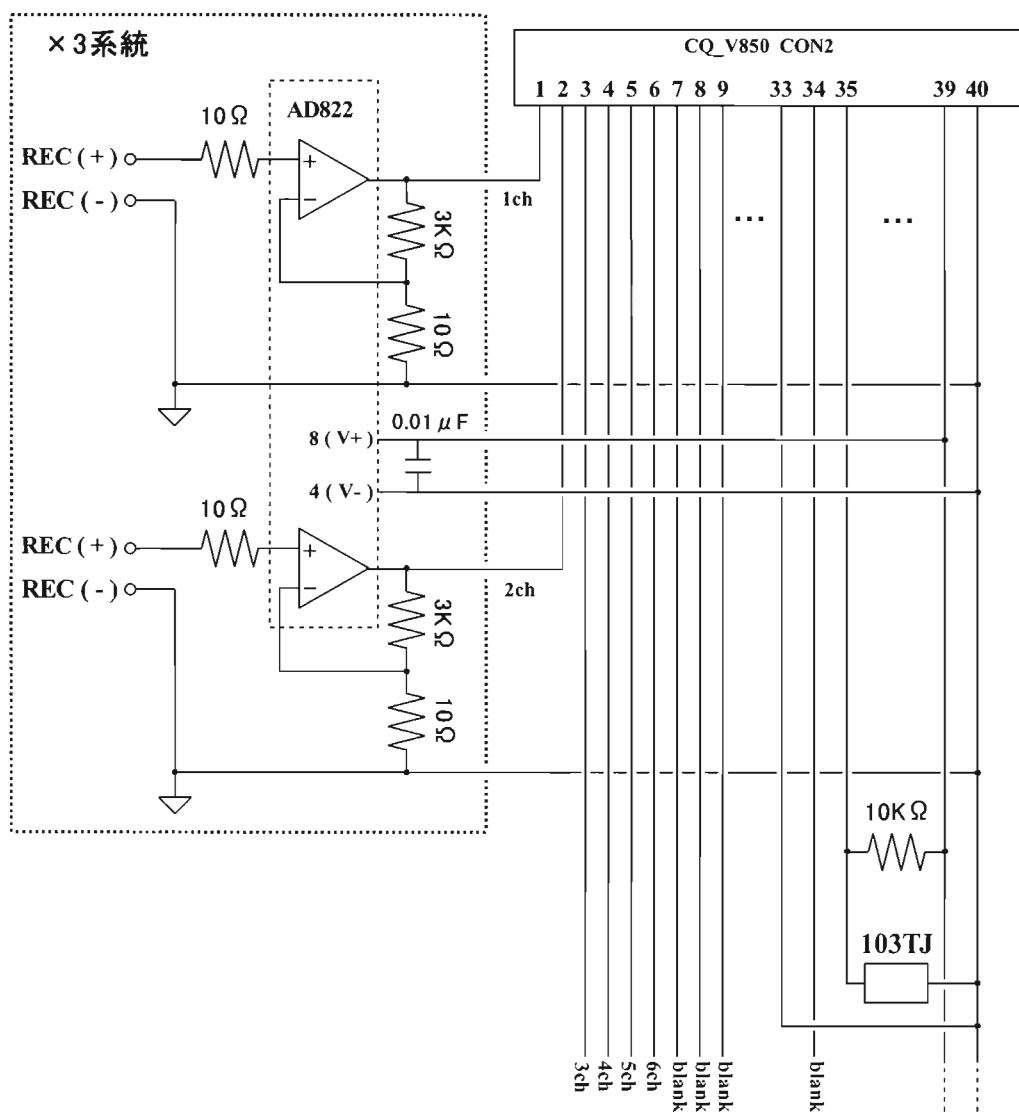 ×3系統
CQ_V850 CON2
1 2 3 4 5 6 7 8 9 33 34 35 39 40
10Ω
AD822
REC (+)
REC (-)
1ch
3KΩ
10Ω
...
...
0.01μF
8 ( V+)
4 ( V-)
10Ω
REC (+)
REC (-)
2ch
3KΩ
10Ω
10KΩ
103TJ
3ch
4ch
5ch
6ch
blank
blank
blank
blank